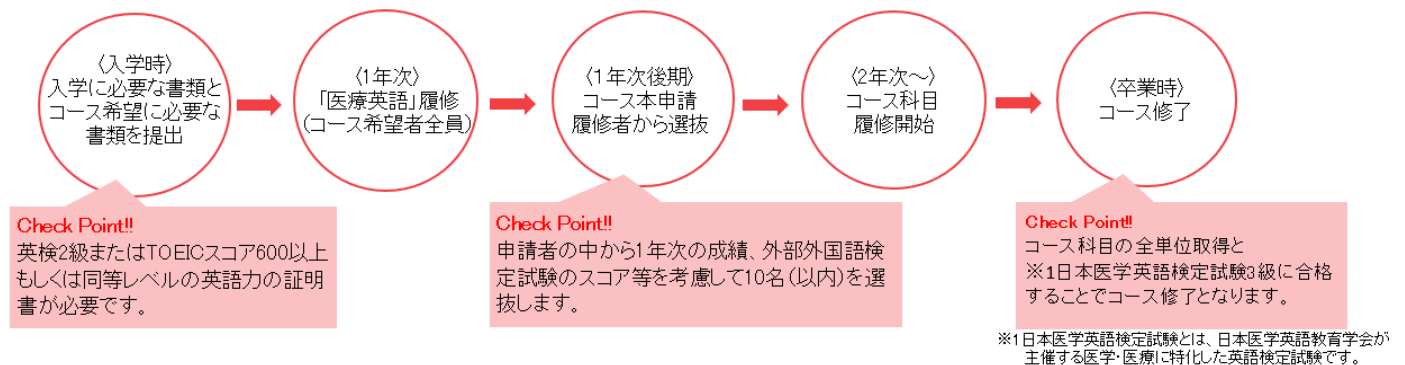 〈入学時〉
入学に必要な書類と
コース希望に必要な
書類を提出
〈1年次〉
「医療英語」履修
(コース希望者全員)
〈1年次後期〉
コース本申請
履修者から選抜
〈2年次～〉
コース科目
履修開始
〈卒業時〉
コース修了
Check Point!!
英検2級またはTOEICスコア600以上
もしくは同等レベルの英語力の証明
書が必要です。
Check Point!!
申請者の中から1年次の成績、外部外国語検
定試験のスコア等を考慮して10名(以内)を選
抜します。
Check Point!!
コース科目の全単位取得と
※1日本医学英語検定試験3級に合格
することでコース修了となります。
※1日本医学英語検定試験とは、日本医学英語教育学会が
主催する医学・医療に特化した英語検定試験です。